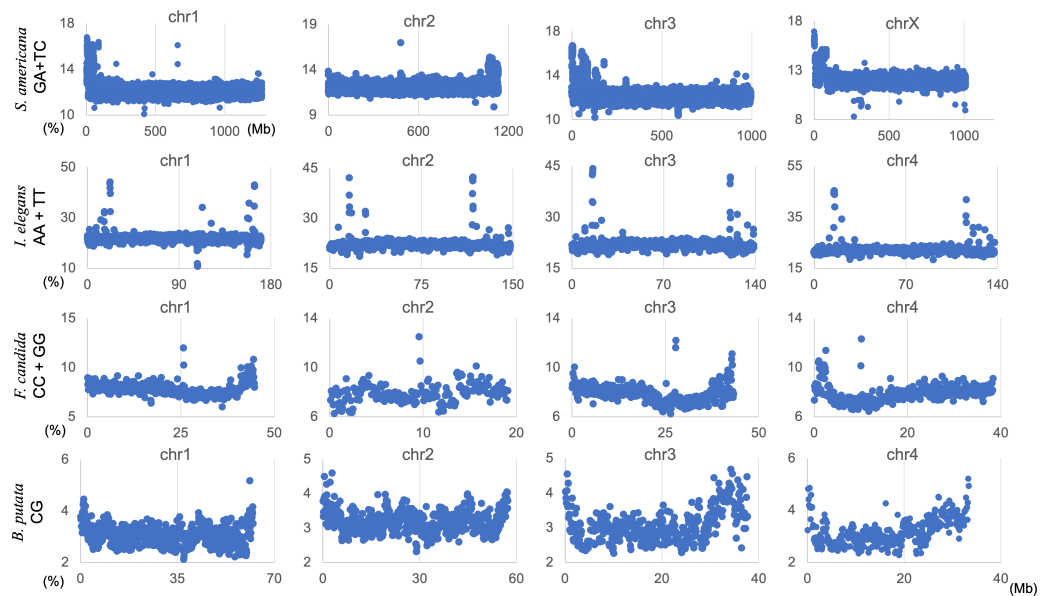 chr1 chr2 chr3 chrX
S. americana
GA+TC
18 14 10 (%)
0 500 1000 (Mb)
19 14 9
0 600 1200
18 14 10
0 500 1000
18 13 8
0 500 1000
chr1 chr2 chr3 chr4
I. elegans
AA + TT
50 30 10 (%)
0 90 180
45 30 15
0 75 150
45 30 15
0 70 140
55 35 15
0 70 140
chr1 chr2 chr3 chr4
F. candida
CC + GG
15 10 5 (%)
0 25 50
14 10 6
0 10 20
14 10 6
0 25 50
14 10 6
0 20 40
chr1 chr2 chr3 chr4
B. putata
CG
6 4 2 (%)
0 35 70
5 4 3 2
0 30 60
5 4 3 2
0 20 40
6 4 2
0 20 40 (Mb)